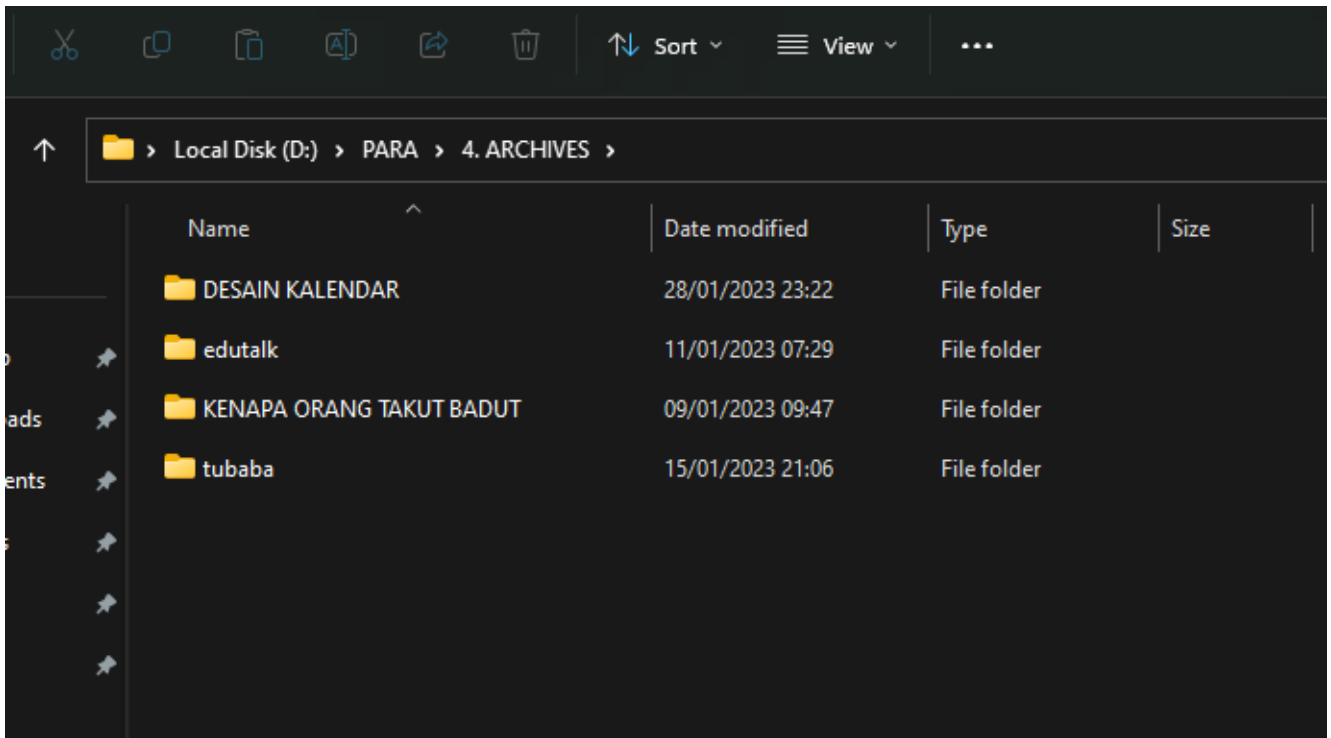 Sort View
Local Disk (D:) > PARA > 4. ARCHIVES >
Name Date modified Type Size
DESAIN KALENDAR 28/01/2023 23:22 File folder
edutalk 11/01/2023 07:29 File folder
KENAPA ORANG TAKUT BADUT 09/01/2023 09:47 File folder
oads
tubaba 15/01/2023 21:06 File folder
ents